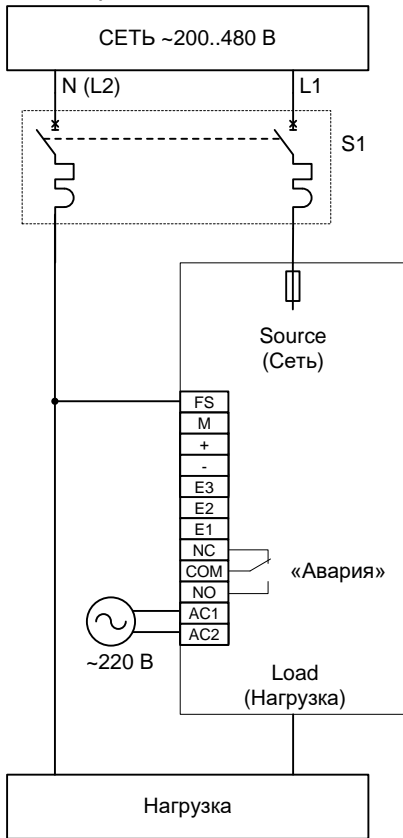 СЕТЬ ~200..480 В
N (L2)
L1
S1
Source
(Сеть)
FS
M
+
-
E3
E2
E1
NC
COM
«Авария»
NO
AC1
AC2
~220 В
Load
(Нагрузка)
Нагрузка